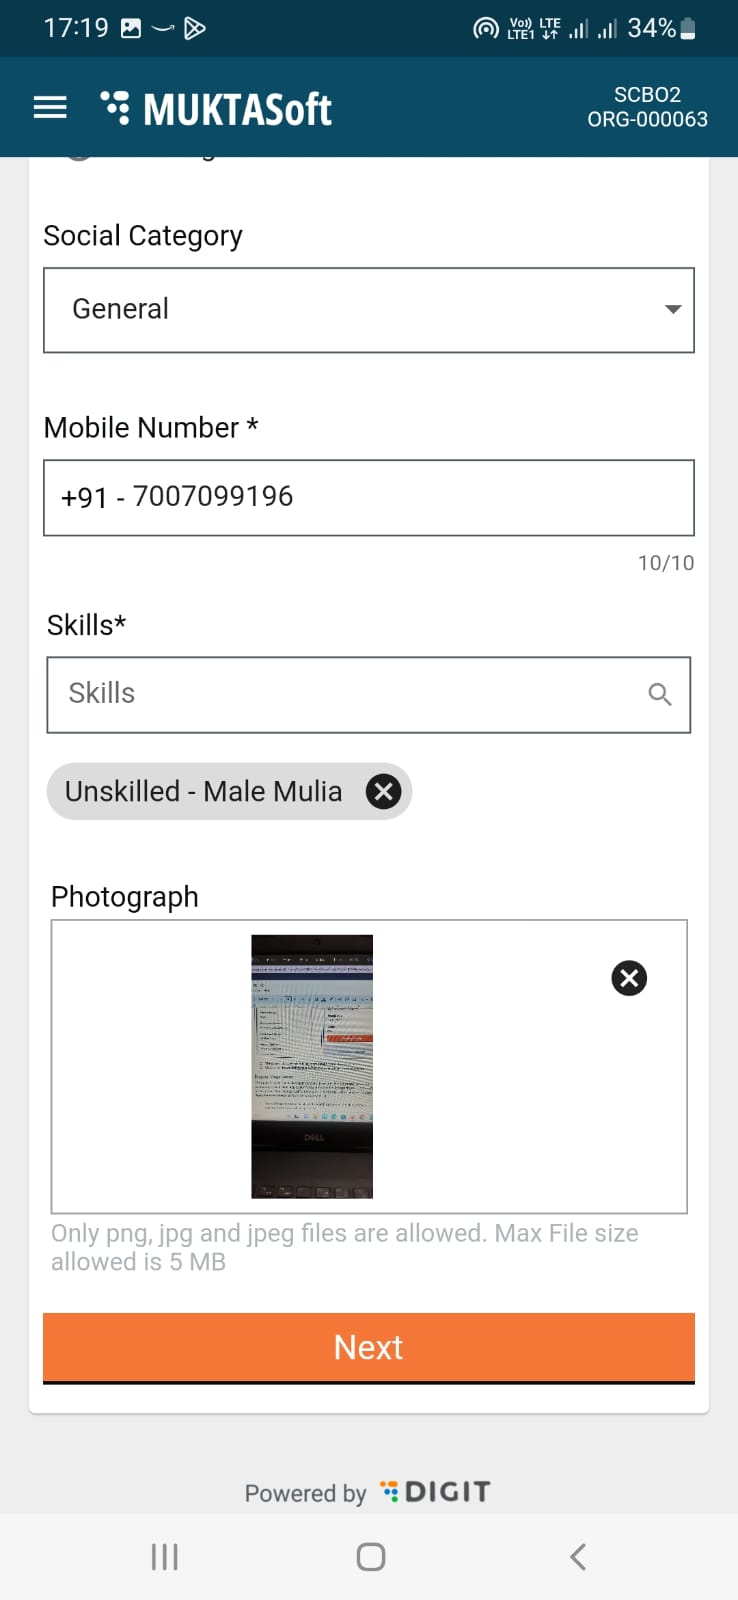 17:19
Vo) LTE
LTE1
34%
MUKTASoft
SCBO2
ORG-000063
Social Category
General
Mobile Number *
+91 - 7007099196
10/10
Skills*
Skills
Unskilled - Male Mulia
Photograph
DELL
Only png, jpg and jpeg files are allowed. Max File size
allowed is 5 MB
Next
Powered by DIGIT